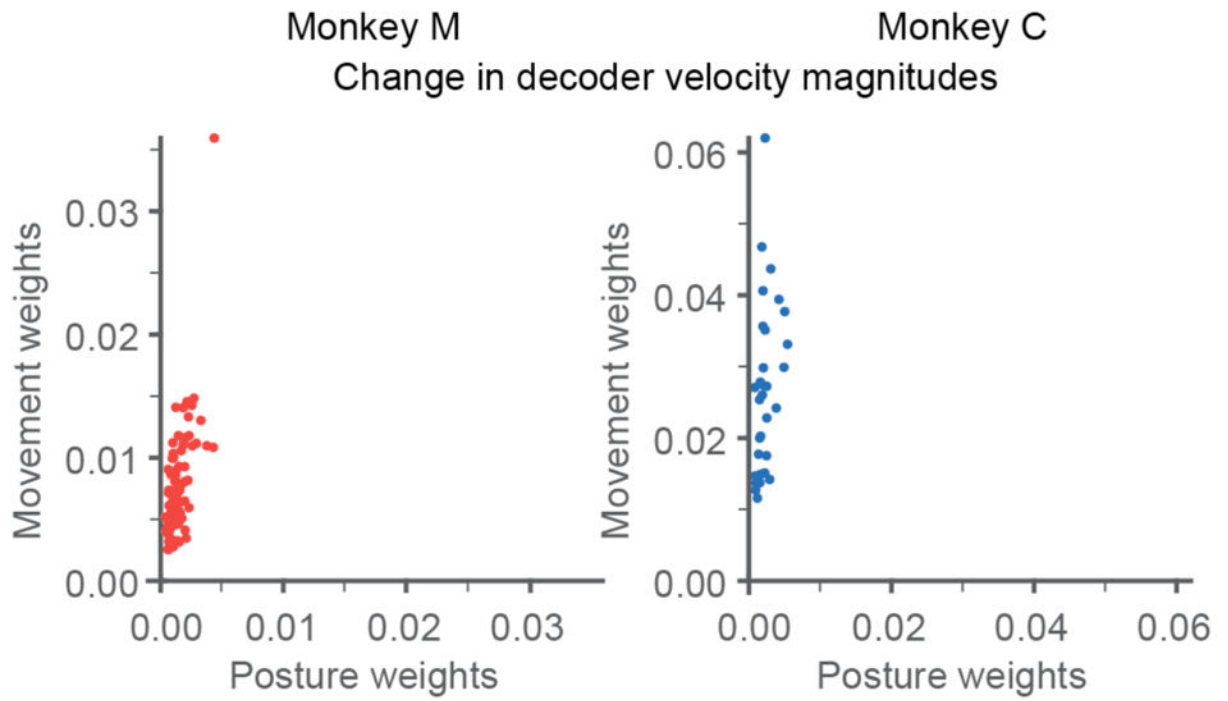 Monkey M
Monkey C
Change in decoder velocity magnitudes
Movement weights
0.03
0.02
0.01
0.00
0.00 0.01 0.02 0.03
Posture weights
Movement weights
0.06
0.04
0.02
0.00
0.00 0.02 0.04 0.06
Posture weights